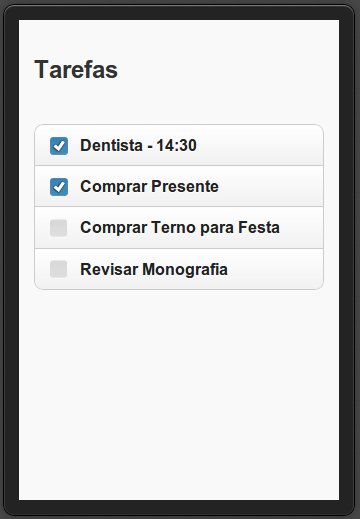 Tarefas
Dentista - 14:30
Comprar Presente
Comprar Terno para Festa
Revisar Monografia